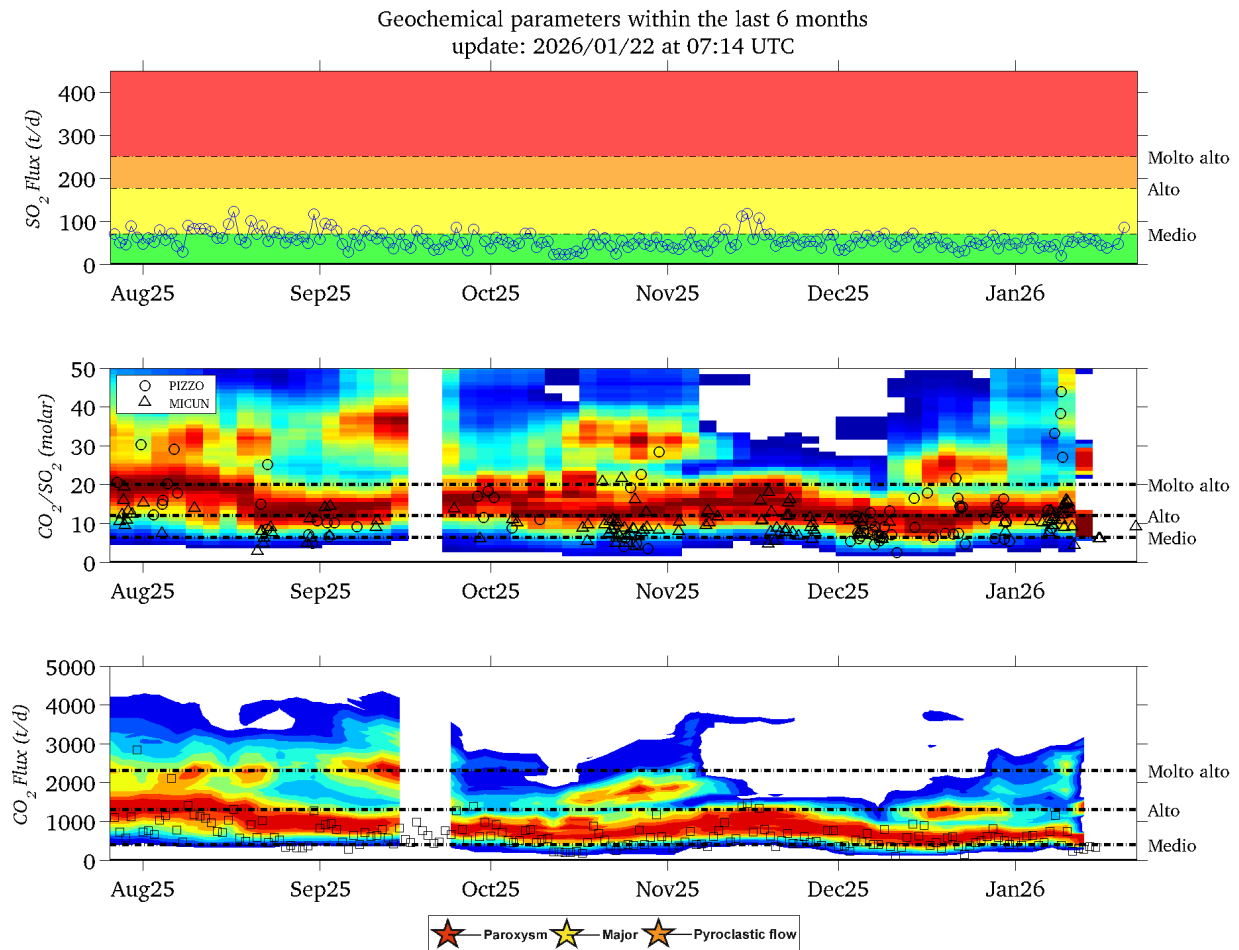 Geochemical parameters within the last 6 months
update: 2026/01/22 at 07:14 UTC
SO2 Flux (t/d)
400
300
200
100
0
Molto alto
Alto
Medio
Aug25 Sep25 Oct25 Nov25 Dec25 Jan26
CO2/SO2 (molar)
50
40
30
20
10
0
PIZZO
MICUN
Molto alto
Alto
Medio
Aug25 Sep25 Oct25 Nov25 Dec25 Jan26
CO2 Flux (t/d)
5000
4000
3000
2000
1000
0
Molto alto
Alto
Medio
Aug25 Sep25 Oct25 Nov25 Dec25 Jan26
Paroxysm Major Pyroclastic flow